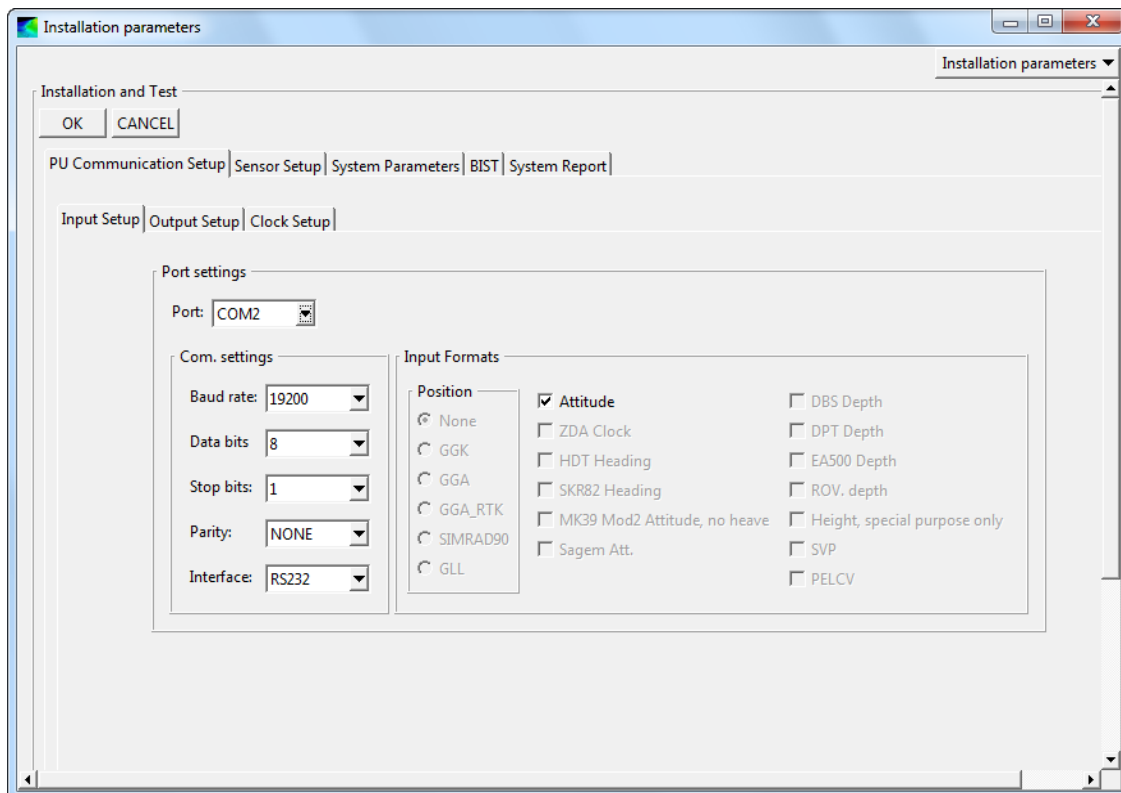 Installation parameters
Installation parameters
Installation and Test
OK CANCEL
PU Communication Setup Sensor Setup System Parameters BIST System Report
Input Setup Output Setup Clock Setup
Port settings
Port: COM2
Com. settings
Baud rate: 19200
Data bits 8
Stop bits: 1
Parity: NONE
Interface: RS232
Input Formats
Position
None
GGK
GGA
GGA_RTK
SIMRAD90
GLL
Attitude
ZDA Clock
HDT Heading
SKR82 Heading
MK39 Mod2 Attitude, no heave
Sagem Att.
DBS Depth
DPT Depth
EA500 Depth
ROV. depth
Height, special purpose only
SVP
PELCV